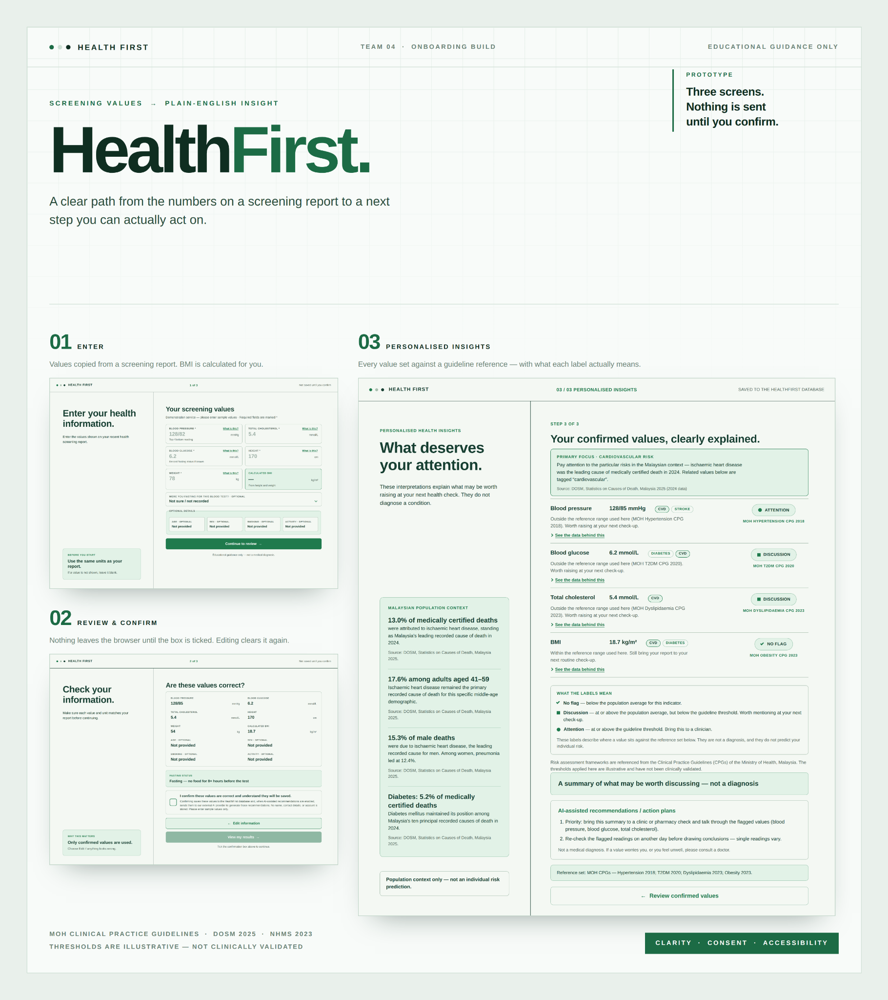 HEALTH FIRST
TEAM 04 · ONBOARDING BUILD
EDUCATIONAL GUIDANCE ONLY
PROTOTYPE
Three screens.
Nothing is sent
until you confirm.
SCREENING VALUES → PLAIN-ENGLISH INSIGHT
HealthFirst.
A clear path from the numbers on a screening report to a next
step you can actually act on.
01 ENTER
Values copied from a screening report. BMI is calculated for you.
HEALTH FIRST
1 of 3
Not saved until you confirm
Enter your health
information.
Enter the values shown on your recent health
screening report.
BEFORE YOU START
Use the same units as your
report.
If a value is not shown, leave it blank.
Your screening values
Demonstration service — please enter sample values · Required fields are marked *
BLOOD PRESSURE * What is this?
128/82 mmHg
Top / bottom reading
TOTAL CHOLESTEROL * What is this?
5.4 mmol/L
BLOOD GLUCOSE * What is this?
6.2 mmol/L
Record fasting status if known
HEIGHT * What is this?
170 cm
WEIGHT * What is this?
78 kg
CALCULATED BMI
— kg/m²
From height and weight
WERE YOU FASTING FOR THIS BLOOD TEST? · OPTIONAL
Not sure / not recorded
OPTIONAL DETAILS
AGE · OPTIONAL
Not provided
SEX · OPTIONAL
Not provided
SMOKING · OPTIONAL
Not provided
ACTIVITY · OPTIONAL
Not provided
Continue to review →
Educational guidance only — not a medical diagnosis.
02 REVIEW & CONFIRM
Nothing leaves the browser until the box is ticked. Editing clears it again.
HEALTH FIRST
2 of 3
Not saved until you confirm
Check your
information.
Make sure each value and unit matches your
report before continuing.
WHY THIS MATTERS
Only confirmed values are used.
Choose Edit if anything looks wrong.
Are these values correct?
BLOOD PRESSURE
128/85 mmHg
BLOOD GLUCOSE
6.2 mmol/L
TOTAL CHOLESTEROL
5.4 mmol/L
HEIGHT
170 cm
WEIGHT
54 kg
CALCULATED BMI
18.7 kg/m²
AGE · OPTIONAL
Not provided
SEX · OPTIONAL
Not provided
SMOKING · OPTIONAL
Not provided
ACTIVITY · OPTIONAL
Not provided
FASTING STATUS
Fasting — no food for 8+ hours before the test
I confirm these values are correct and understand they will be saved.
Confirming saves these values to the HealthFirst database and, when AI-assisted recommendations are enabled,
sends them to our external AI provider to generate those recommendations. No name, contact details, or account is
stored. Please enter sample values only.
← Edit information
View my results →
Tick the confirmation box above to continue.
03 PERSONALISED INSIGHTS
Every value set against a guideline reference — with what each label actually means.
HEALTH FIRST
03 / 03 PERSONALISED INSIGHTS
SAVED TO THE HEALTHFIRST DATABASE
PERSONALISED HEALTH INSIGHTS
What deserves
your attention.
These interpretations explain what may be worth
raising at your next health check. They do not
diagnose a condition.
MALAYSIAN POPULATION CONTEXT
13.0% of medically certified deaths
were attributed to ischaemic heart disease, standing
as Malaysia's leading recorded cause of death in
2024.
Source: DOSM, Statistics on Causes of Death, Malaysia
2025.
17.6% among adults aged 41–59
Ischaemic heart disease remained the primary
recorded cause of death for this specific middle-age
demographic.
Source: DOSM, Statistics on Causes of Death, Malaysia
2025.
15.3% of male deaths
were due to ischaemic heart disease, the leading
recorded cause for men. Among women, pneumonia
led at 12.4%.
Source: DOSM, Statistics on Causes of Death, Malaysia
2025.
Diabetes: 5.2% of medically
certified deaths
Diabetes mellitus maintained its position among
Malaysia's ten principal recorded causes of death in
2024.
Source: DOSM, Statistics on Causes of Death, Malaysia
2025.
Population context only — not an individual risk
prediction.
STEP 3 OF 3
Your confirmed values, clearly explained.
PRIMARY FOCUS · CARDIOVASCULAR RISK
Pay attention to the particular risks in the Malaysian context — ischaemic heart disease
was the leading cause of medically certified death in 2024. Related values below are
tagged “cardiovascular”.
Source: DOSM, Statistics on Causes of Death, Malaysia 2025 (2024 data)
Blood pressure 128/85 mmHg CVD STROKE
ATTENTION
MOH HYPERTENSION CPG 2018
Outside the reference range used here (MOH Hypertension CPG
2018). Worth raising at your next check-up.
See the data behind this
Blood glucose 6.2 mmol/L DIABETES CVD
DISCUSSION
MOH T2DM CPG 2020
Outside the reference range used here (MOH T2DM CPG 2020).
Worth raising at your next check-up.
See the data behind this
Total cholesterol 5.4 mmol/L CVD
DISCUSSION
MOH DYSLIPIDAEMIA CPG 2023
Outside the reference range used here (MOH Dyslipidaemia CPG
2023). Worth raising at your next check-up.
See the data behind this
BMI 18.7 kg/m² CVD DIABETES
NO FLAG
MOH OBESITY CPG 2023
Within the reference range used here. Still bring your report to your
next routine check-up.
See the data behind this
WHAT THE LABELS MEAN
No flag — below the population average for this indicator.
Discussion — at or above the population average, but below the guideline threshold. Worth mentioning at your next
check-up.
Attention — at or above the guideline threshold. Bring this to a clinician.
These labels describe where a value sits against the reference set below. They are not a diagnosis, and they do not predict your
individual risk.
Risk assessment frameworks are referenced from the Clinical Practice Guidelines (CPGs) of the Ministry of Health, Malaysia. The
thresholds applied here are illustrative and have not been clinically validated.
A summary of what may be worth discussing — not a diagnosis
AI-assisted recommendations / action plans
1. Priority: bring this summary to a clinic or pharmacy check and talk through the flagged values (blood
pressure, blood glucose, total cholesterol).
2. Re-check the flagged readings on another day before drawing conclusions — single readings vary.
Not a medical diagnosis. If a value worries you, or you feel unwell, please consult a doctor.
Reference set: MOH CPGs — Hypertension 2018; T2DM 2020; Dyslipidaemia 2023; Obesity 2023.
← Review confirmed values
MOH CLINICAL PRACTICE GUIDELINES · DOSM 2025 · NHMS 2023
THRESHOLDS ARE ILLUSTRATIVE — NOT CLINICALLY VALIDATED
CLARITY · CONSENT · ACCESSIBILITY